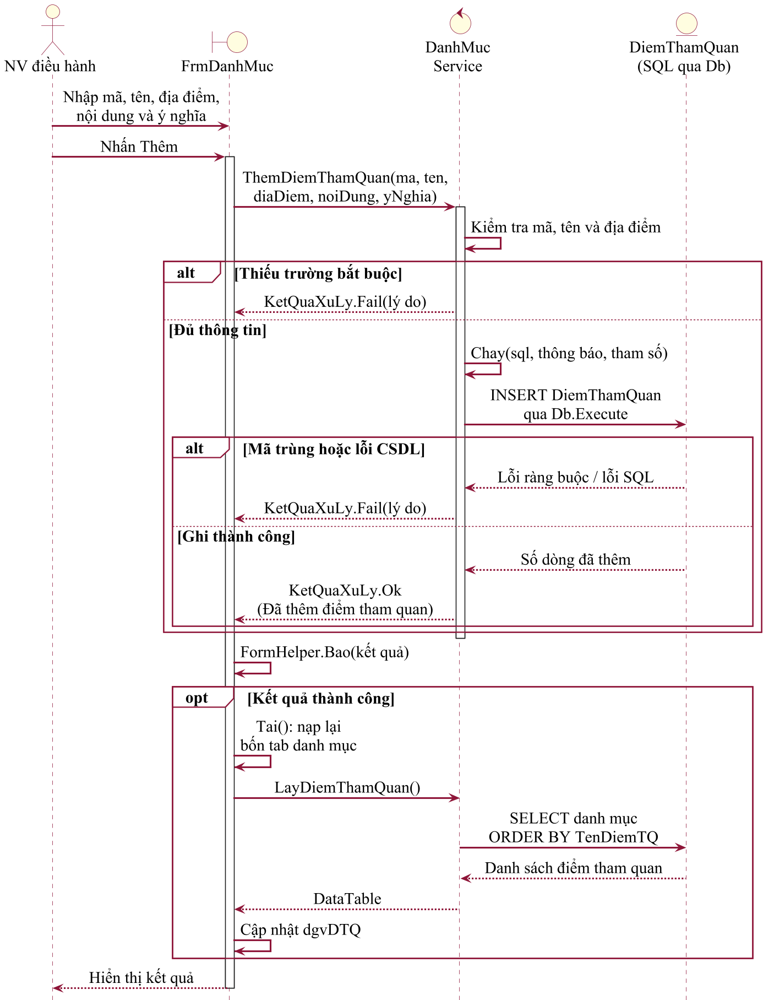 NV điều hành
FrmDanhMuc
DanhMuc
Service
DiemThamQuan
(SQL qua Db)
Nhập mã, tên, địa điểm,
nội dung và ý nghĩa
Nhấn Thêm
ThemDiemThamQuan(ma, ten,
diaDiem, noiDung, yNghia)
Kiểm tra mã, tên và địa điểm
alt
[Thiếu trường bắt buộc]
KetQuaXuLy.Fail(lý do)
[Đủ thông tin]
Chay(sql, thông báo, tham số)
INSERT DiemThamQuan
qua Db.Execute
alt
[Mã trùng hoặc lỗi CSDL]
Lỗi ràng buộc / lỗi SQL
KetQuaXuLy.Fail(lý do)
[Ghi thành công]
Số dòng đã thêm
KetQuaXuLy.Ok
(Đã thêm điểm tham quan)
FormHelper.Bao(kết quả)
opt
[Kết quả thành công]
Tai(): nạp lại
bốn tab danh mục
LayDiemThamQuan()
SELECT danh mục
ORDER BY TenDiemTQ
Danh sách điểm tham quan
DataTable
Cập nhật dgvDTQ
Hiển thị kết quả